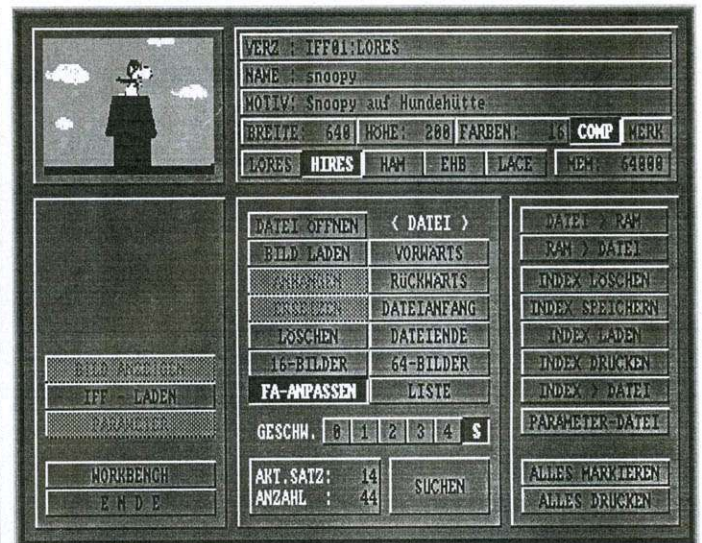 VERZ : IFF01:LORES
NAME : snoopy
MOTIV: Snoopy auf Hundehütte
BREITE: 640 HÖHE: 200 FARBEN: 16 COMP MERK
LORES HIRES HAM EHB LACE MEM: 64000
DATEI ÖFFNEN < DATEI >
BILD LADEN VORWÄRTS
ANHÄNGEN RÜCKWÄRTS
ERSETZEN DATEIANFANG
LÖSCHEN DATEIENDE
16-BILDER 64-BILDER
FA-ANPASSEN LISTE
GESCHW. 0 1 2 3 4 S
AKT.SATZ: 14
ANZAHL : 44
SUCHEN
BILD ANZEIGEN
IFF - LADEN
PARAMETER
WORKBENCH
E N D E
DATEI > RAM
RAM > DATEI
INDEX LÖSCHEN
INDEX SPEICHERN
INDEX LADEN
INDEX DRUCKEN
INDEX > DATEI
PARAMETER-DATEI
ALLES MARKIEREN
ALLES DRUCKEN